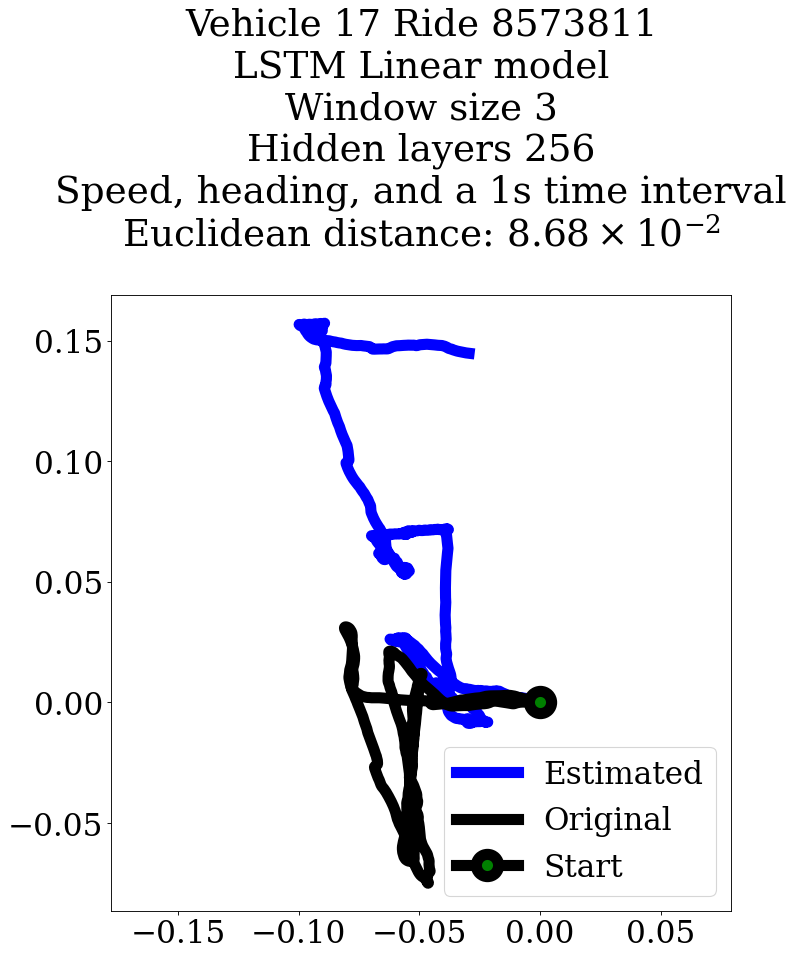 Vehicle 17 Ride 8573811
LSTM Linear model
Window size 3
Hidden layers 256
Speed, heading, and a 1s time interval
Euclidean distance: 8.68 × 10⁻²
0.15
0.10
0.05
0.00
−0.05
Estimated
Original
Start
−0.15 −0.10 −0.05 0.00 0.05